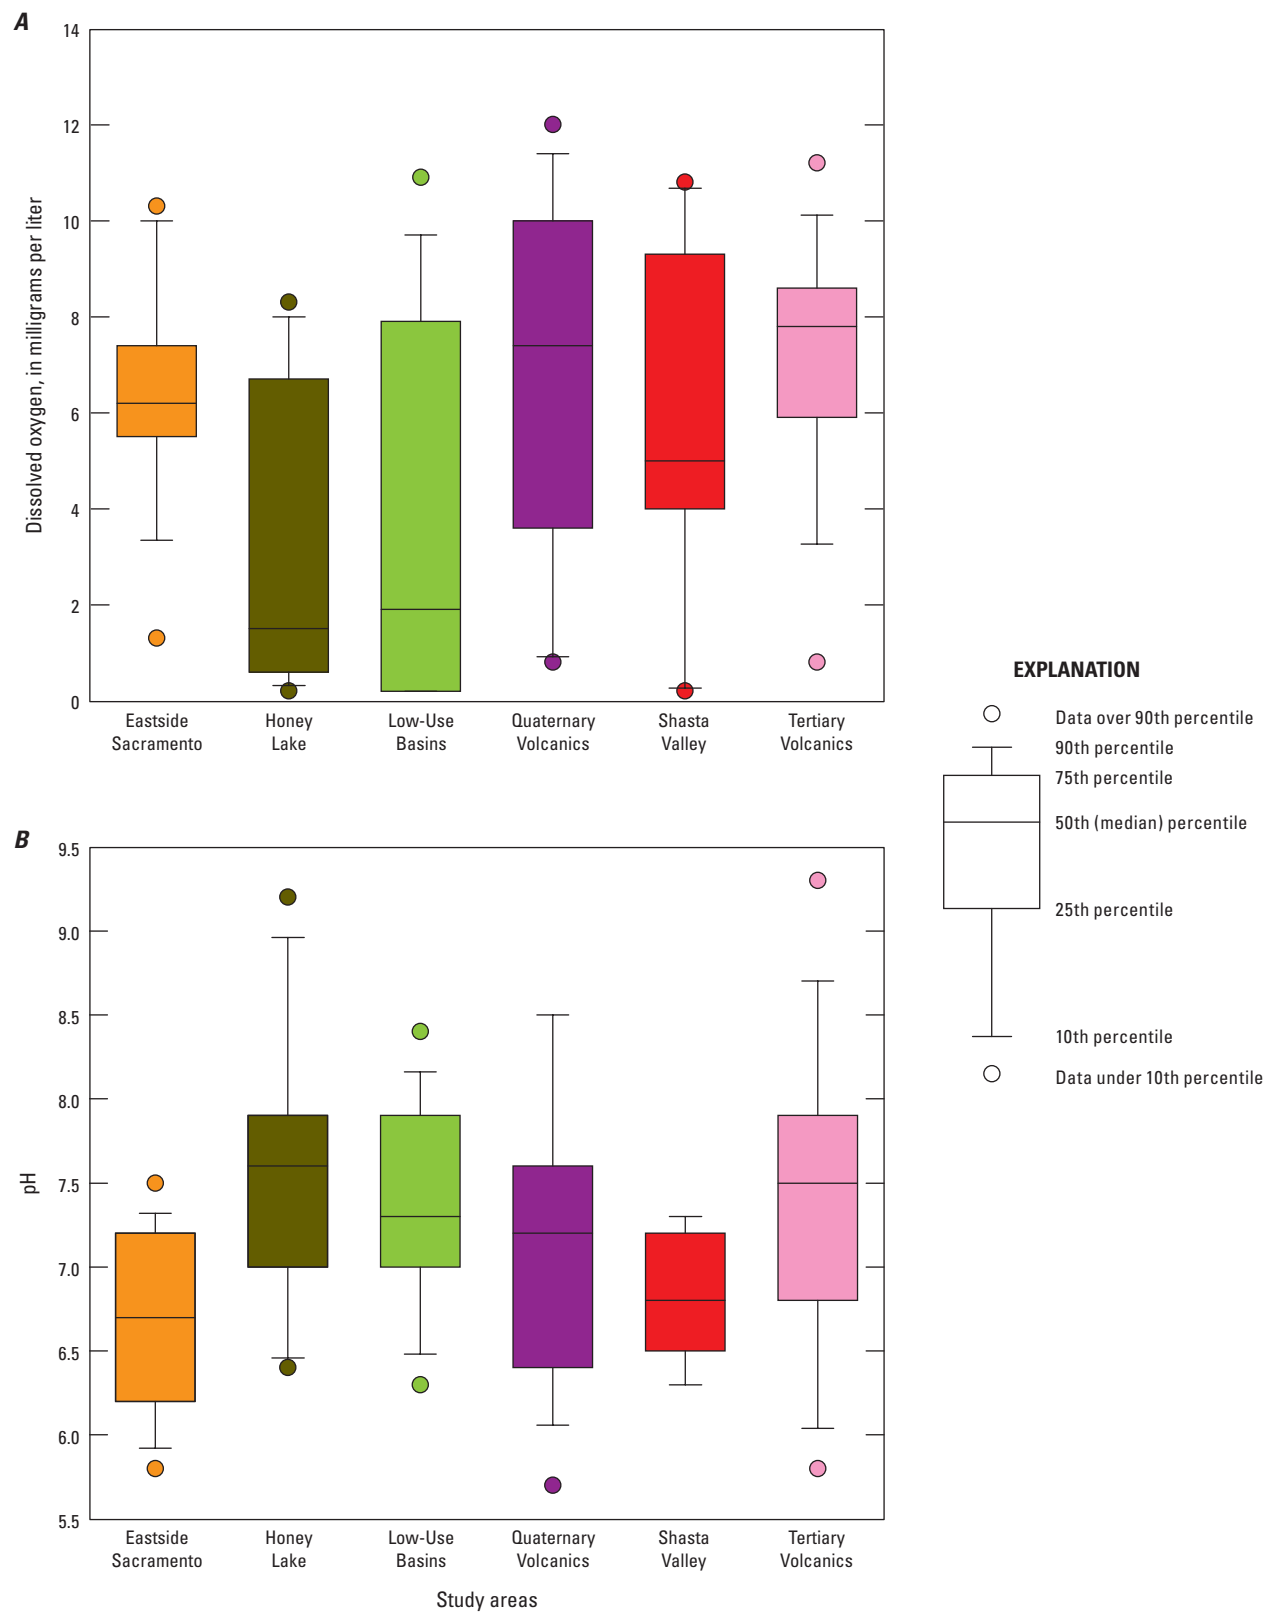 A
14
12
10
8
6
4
2
0
Dissolved oxygen, in milligrams per liter
Eastside Sacramento
Honey Lake
Low-Use Basins
Quaternary Volcanics
Shasta Valley
Tertiary Volcanics
EXPLANATION
Data over 90th percentile
90th percentile
75th percentile
50th (median) percentile
25th percentile
10th percentile
Data under 10th percentile
B
9.5
9.0
8.5
8.0
7.5
7.0
6.5
6.0
5.5
pH
Eastside Sacramento
Honey Lake
Low-Use Basins
Quaternary Volcanics
Shasta Valley
Tertiary Volcanics
Study areas